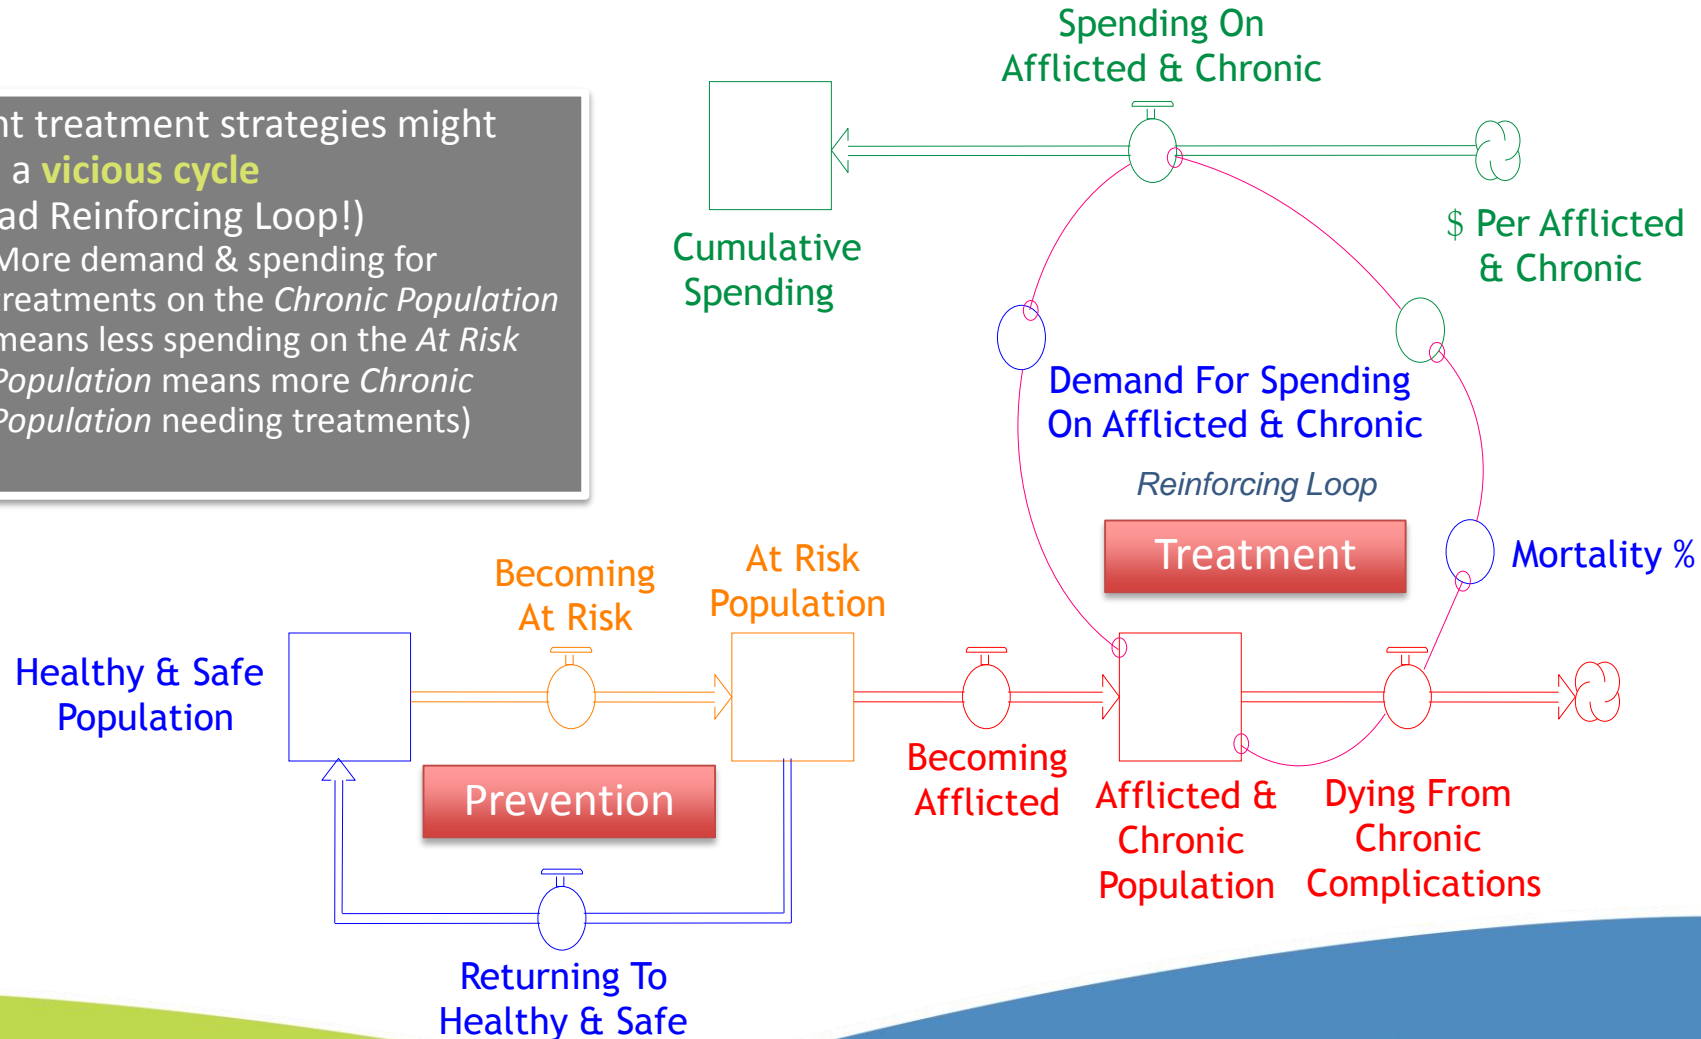 Spending On
Afflicted & Chronic
nt treatment strategies might
a vicious cycle
ad Reinforcing Loop!)
More demand & spending for
treatments on the Chronic Population
means less spending on the At Risk
Population means more Chronic
Population needing treatments)
Cumulative
Spending
$ Per Afflicted
& Chronic
Demand For Spending
On Afflicted & Chronic
Reinforcing Loop
Treatment
Mortality %
Healthy & Safe
Population
Becoming
At Risk
At Risk
Population
Prevention
Becoming
Afflicted
Afflicted &
Chronic
Population
Dying From
Chronic
Complications
Returning To
Healthy & Safe